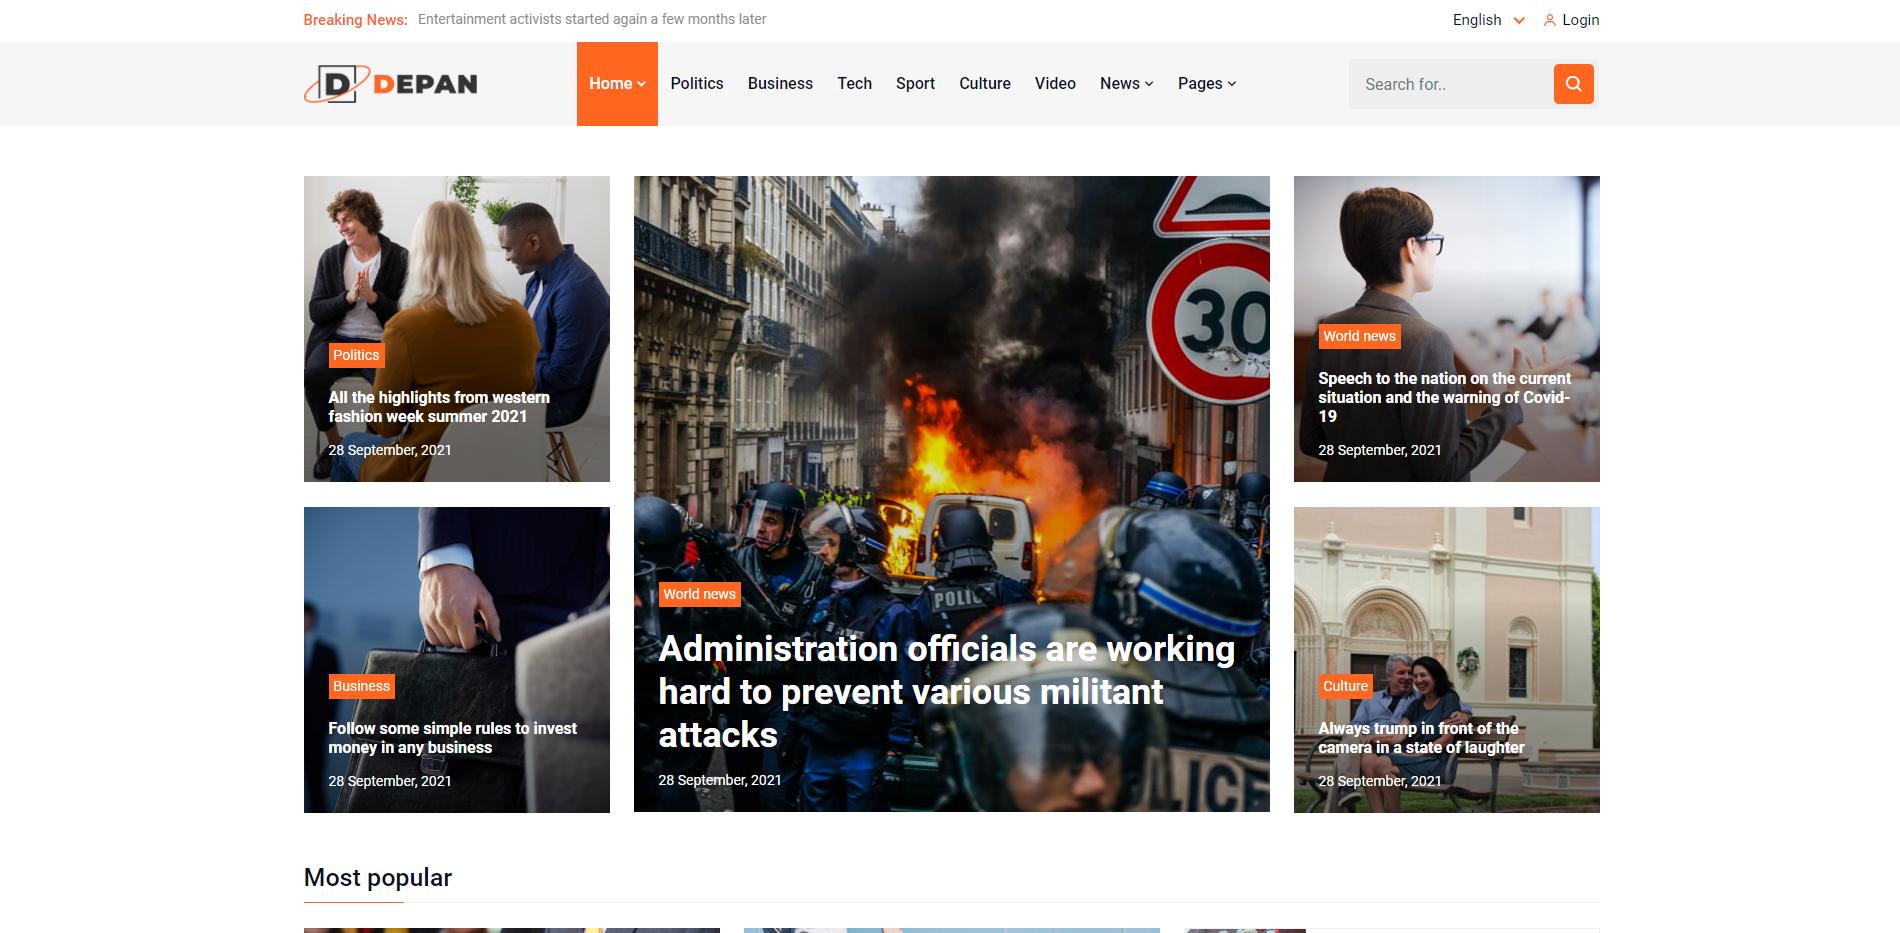 Breaking News: Entertainment activists started again a few months later
English Login
D DEPAN
Home Politics Business Tech Sport Culture Video News Pages
Search for..
Politics
All the highlights from western
fashion week summer 2021
28 September, 2021
Business
Follow some simple rules to invest
money in any business
28 September, 2021
30
POLIC
World news
Administration officials are working
hard to prevent various militant
attacks
28 September, 2021
LICE
World news
Speech to the nation on the current
situation and the warning of Covid-
19
28 September, 2021
Culture
Always trump in front of the
camera in a state of laughter
28 September, 2021
Most popular